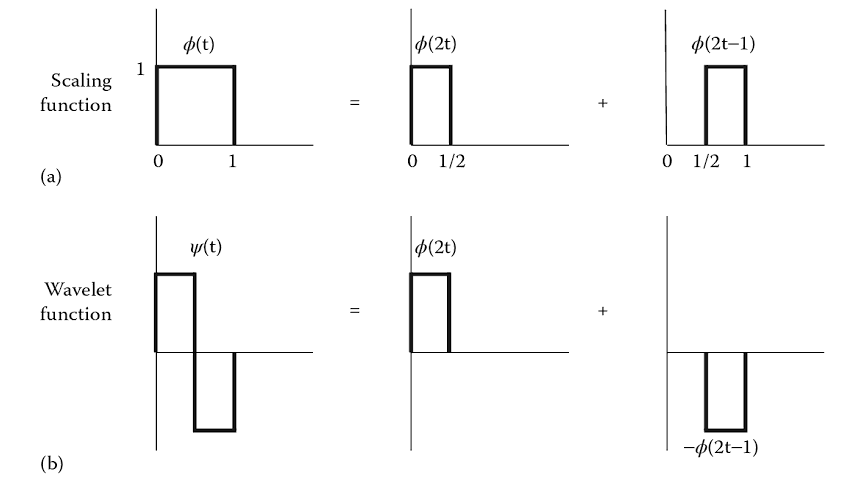 ϕ(t) ϕ(2t) ϕ(2t−1)
1
Scaling
function
= +
0 1 0 1/2 0 1/2 1
(a)
ψ(t) ϕ(2t)
Wavelet
function
= +
−ϕ(2t−1)
(b)